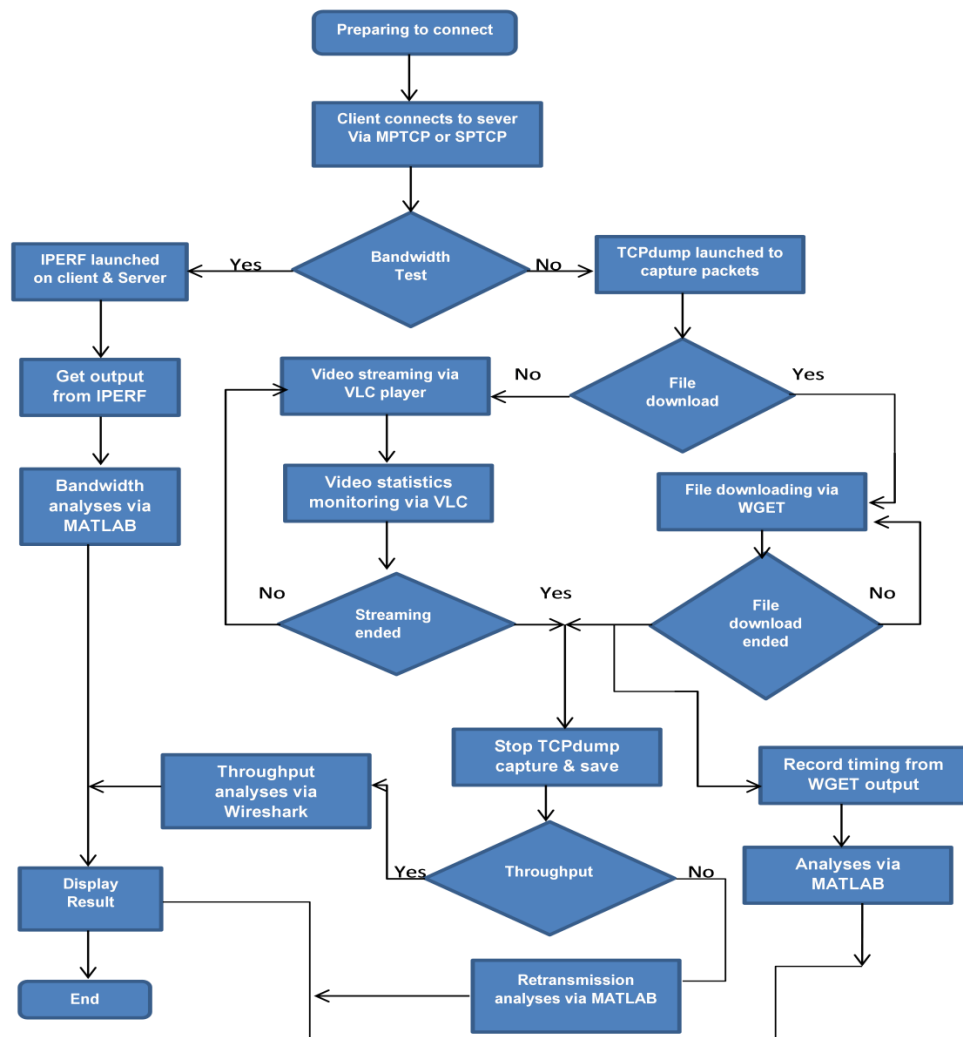 Preparing to connect
Client connects to sever
Via MPTCP or SPTCP
Bandwidth
Test
Yes
No
IPERF launched
on client & Server
TCPdump launched to
capture packets
Get output
from IPERF
Video streaming via
VLC player
No
File
download
Yes
Bandwidth
analyses via
MATLAB
Video statistics
monitoring via VLC
File downloading via
WGET
No
Streaming
ended
Yes
File
download
ended
No
Throughput
analyses via
Wireshark
Stop TCPdump
capture & save
Record timing from
WGET output
Yes
Throughput
No
Analyses via
MATLAB
Display
Result
Retransmission
analyses via MATLAB
End